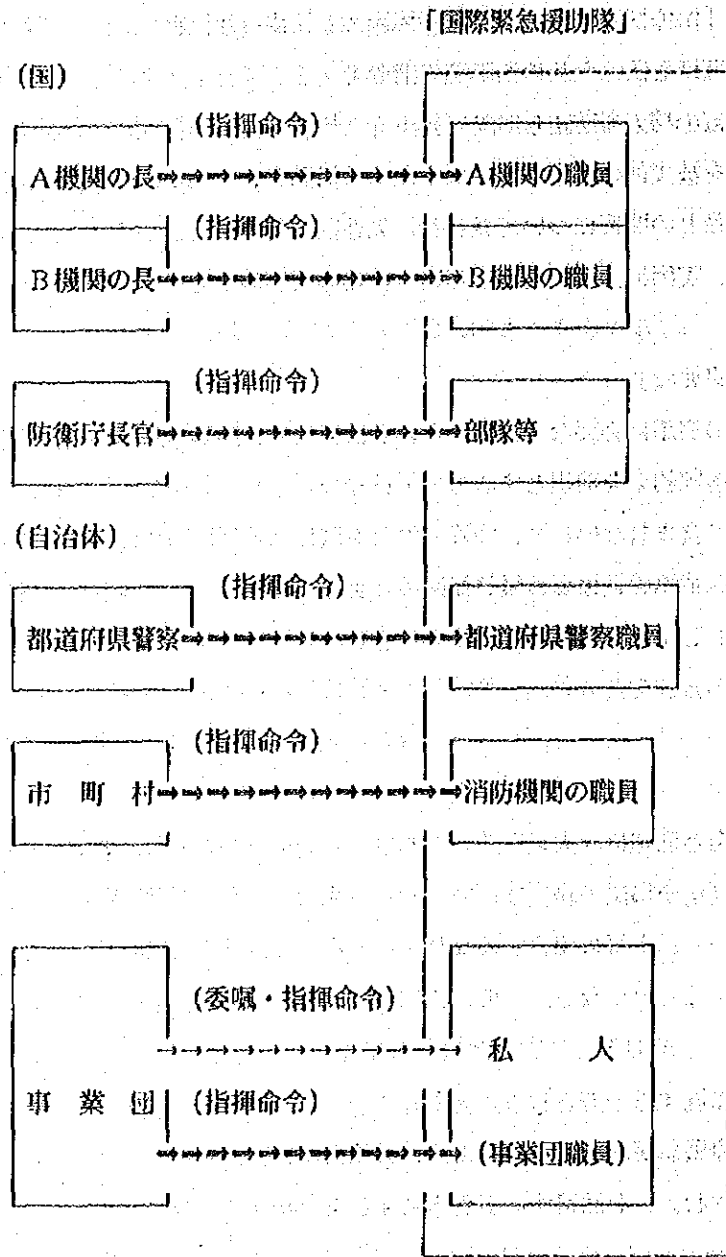 「国際緊急援助隊」
(国)
(指揮命令)
A機関の長 A機関の職員
(指揮命令)
B機関の長 B機関の職員
(指揮命令)
防衛庁長官 部隊等
(自治体)
(指揮命令)
都道府県警察 都道府県警察職員
(指揮命令)
市町村 消防機関の職員
(委嘱・指揮命令)
私人
事業団 (指揮命令)
(事業団職員)